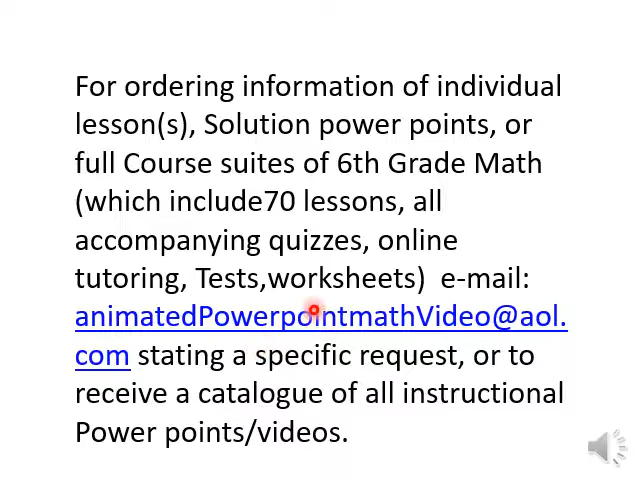 For ordering information of individual
lesson(s), Solution power points, or
full Course suites of 6th Grade Math
(which include70 lessons, all
accompanying quizzes, online
tutoring, Tests,worksheets)  e-mail:
animatedPowerpointmathVideo@aol.
com stating a specific request, or to
receive a catalogue of all instructional
Power points/videos.